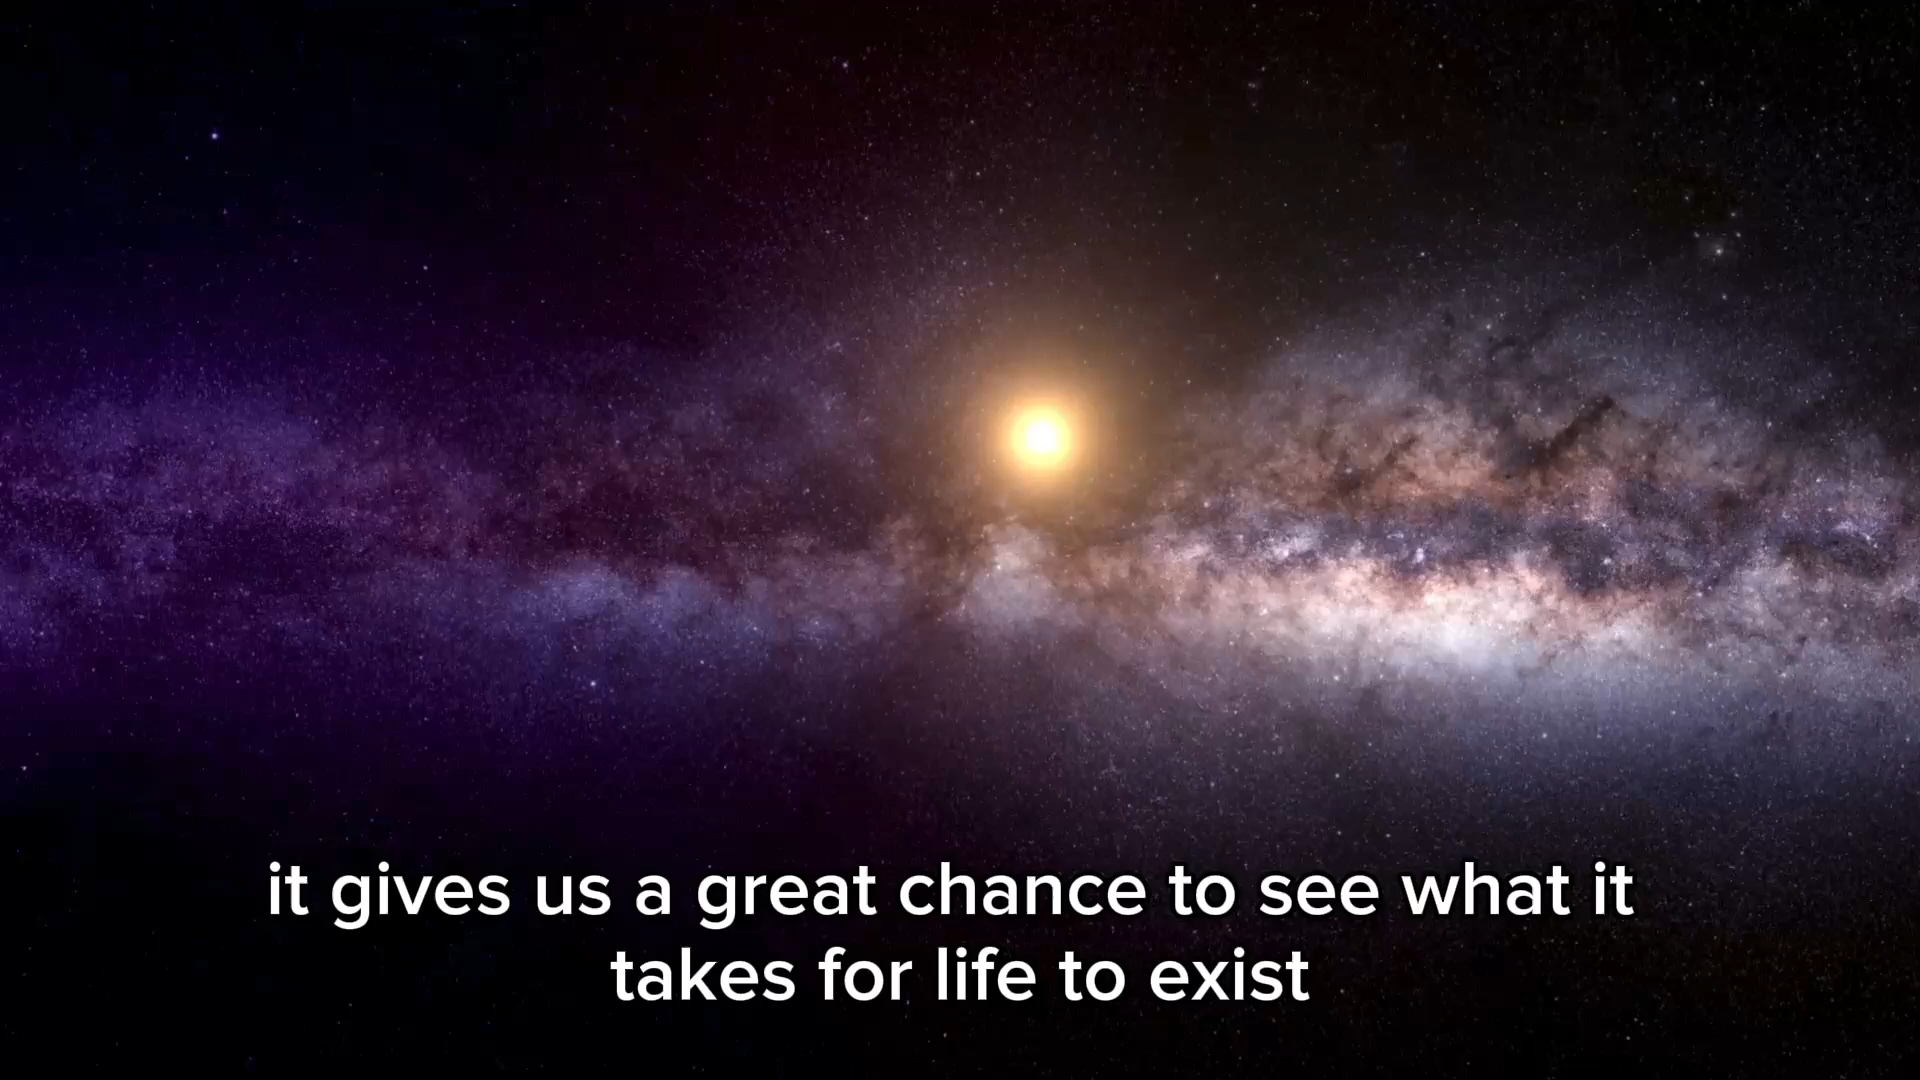 it gives us a great chance to see what it
takes for life to exist